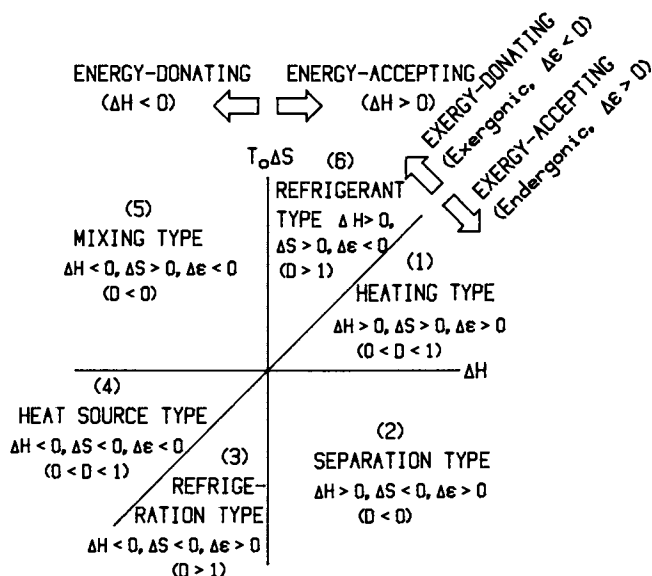 ENERGY-DONATING
(ΔH < 0)
ENERGY-ACCEPTING
(ΔH > 0)
EXERGY-DONATING
(Exergonic, Δε < 0)
EXERGY-ACCEPTING
(Endergonic, Δε > 0)
T₀ΔS
(6)
REFRIGERANT
TYPE ΔH > 0,
ΔS > 0, Δε < 0
(D > 1)
(5)
MIXING TYPE
ΔH < 0, ΔS > 0, Δε < 0
(D < 0)
(1)
HEATING TYPE
ΔH > 0, ΔS > 0, Δε > 0
(0 < D < 1)
ΔH
(4)
HEAT SOURCE TYPE
ΔH < 0, ΔS < 0, Δε < 0
(0 < D < 1)
(3)
REFRIGE-
RATION TYPE
ΔH < 0, ΔS < 0, Δε > 0
(D > 1)
(2)
SEPARATION TYPE
ΔH > 0, ΔS < 0, Δε > 0
(D < 0)